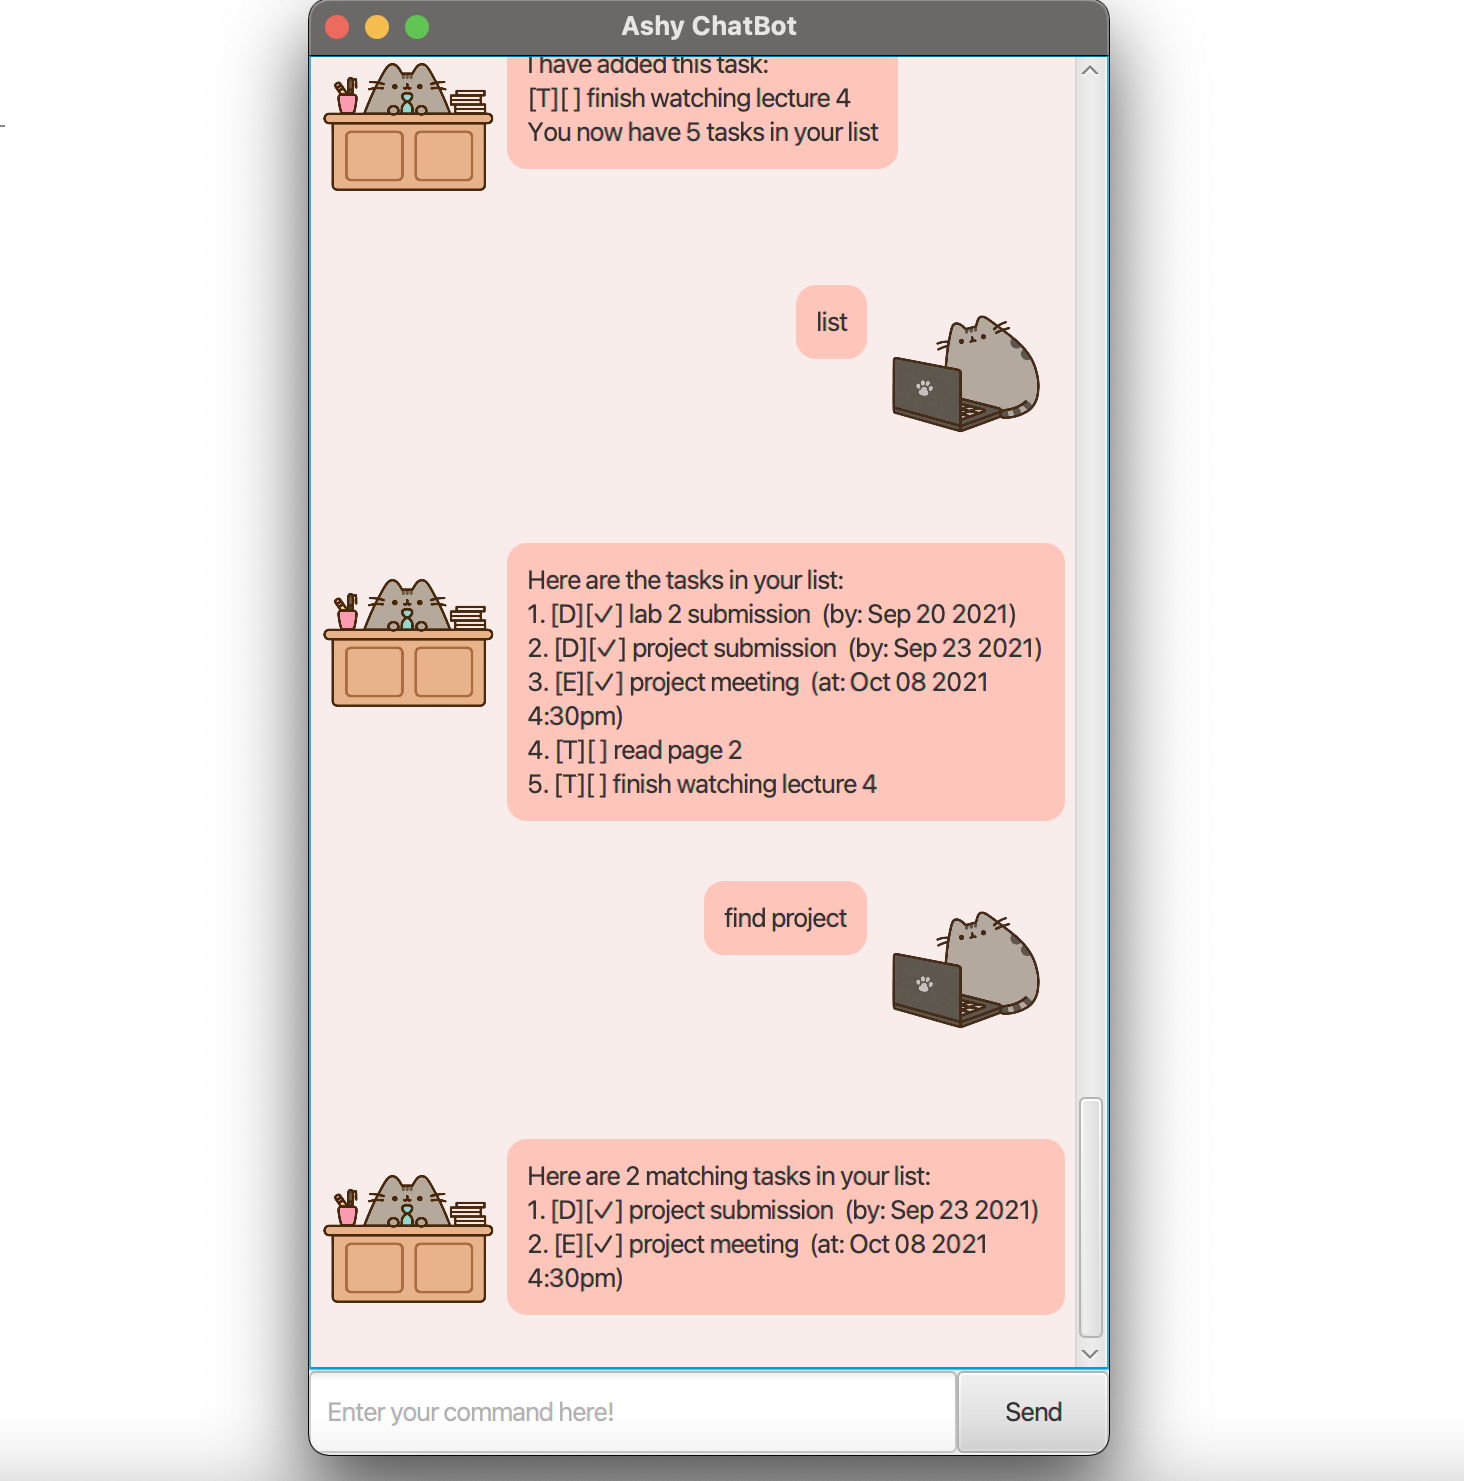 Ashy ChatBot
I have added this task:
[T][ ] finish watching lecture 4
You now have 5 tasks in your list
list
Here are the tasks in your list:
1. [D][✓] lab 2 submission  (by: Sep 20 2021)
2. [D][✓] project submission  (by: Sep 23 2021)
3. [E][✓] project meeting  (at: Oct 08 2021
4:30pm)
4. [T][ ] read page 2
5. [T][ ] finish watching lecture 4
find project
Here are 2 matching tasks in your list:
1. [D][✓] project submission  (by: Sep 23 2021)
2. [E][✓] project meeting  (at: Oct 08 2021
4:30pm)
Enter your command here!
Send